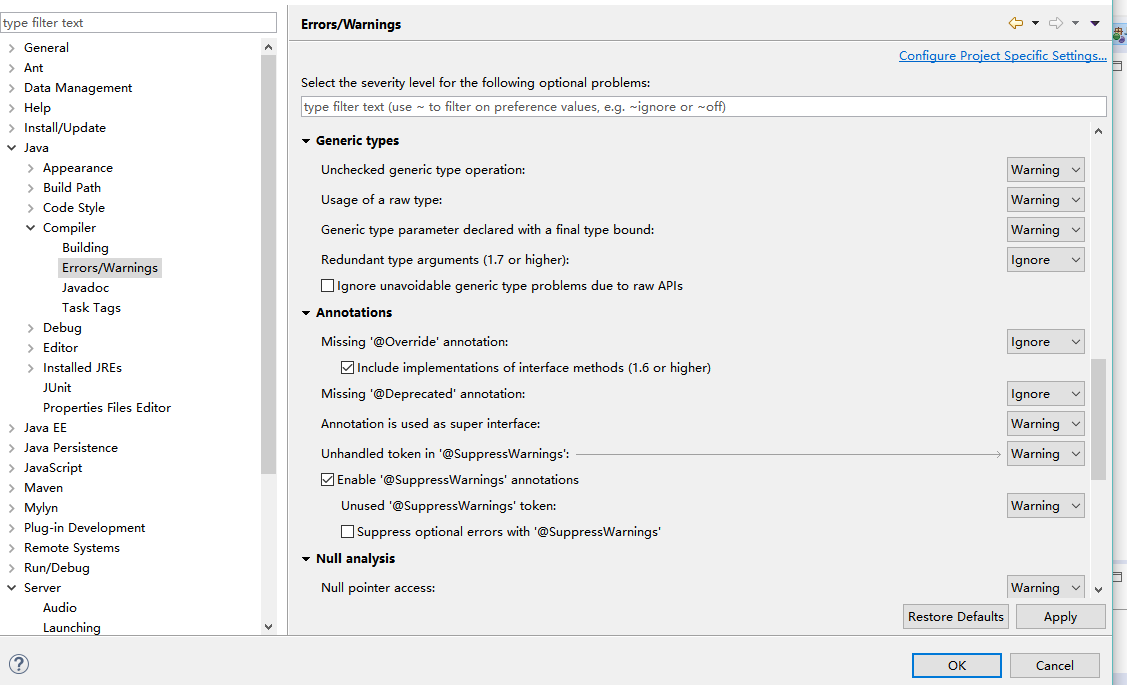 type filter text
General
Ant
Data Management
Help
Install/Update
Java
Appearance
Build Path
Code Style
Compiler
Building
Errors/Warnings
Javadoc
Task Tags
Debug
Editor
Installed JREs
JUnit
Properties Files Editor
Java EE
Java Persistence
JavaScript
Maven
Mylyn
Plug-in Development
Remote Systems
Run/Debug
Server
Audio
Launching
Errors/Warnings
Configure Project Specific Settings...
Select the severity level for the following optional problems:
type filter text (use ~ to filter on preference values, e.g. ~ignore or ~off)
Generic types
Unchecked generic type operation: Warning
Usage of a raw type: Warning
Generic type parameter declared with a final type bound: Warning
Redundant type arguments (1.7 or higher): Ignore
Ignore unavoidable generic type problems due to raw APIs
Annotations
Missing '@Override' annotation: Ignore
Include implementations of interface methods (1.6 or higher)
Missing '@Deprecated' annotation: Ignore
Annotation is used as super interface: Warning
Unhandled token in '@SuppressWarnings': Warning
Enable '@SuppressWarnings' annotations
Unused '@SuppressWarnings' token: Warning
Suppress optional errors with '@SuppressWarnings'
Null analysis
Null pointer access: Warning
Restore Defaults Apply
? OK Cancel